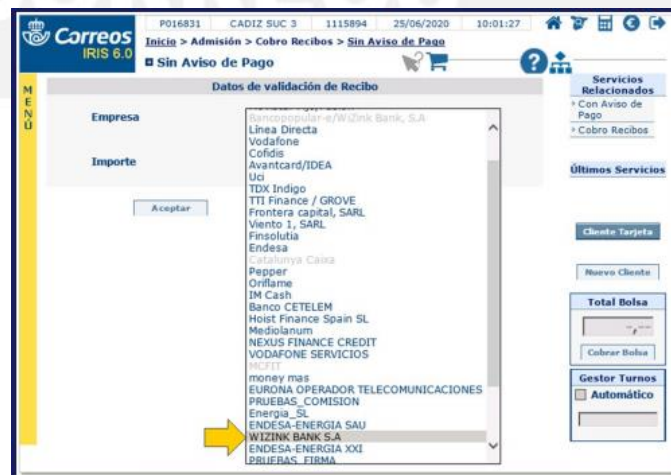 Correos
IRIS 6.0
P016831 CADIZ SUC 3 1115894 25/06/2020 10:01:27
Inicio > Admisión > Cobro Recibos > Sin Aviso de Pago
Sin Aviso de Pago
MENÚ
Datos de validación de Recibo
Empresa
Importe
Aceptar
Bancopopular-e/WiZink Bank, S.A
Línea Directa
Vodafone
Cofidis
Avantcard/IDEA
Uci
TDX Indigo
TTI Finance / GROVE
Frontera capital, SARL
Viento 1, SARL
Finsolutia
Endesa
Catalunya Caixa
Pepper
Oriflame
IM Cash
Banco CETELEM
Hoist Finance Spain SL
Mediolanum
NEXUS FINANCE CREDIT
VODAFONE SERVICIOS
MCFIT
money mas
EURONA OPERADOR TELECOMUNICACIONES
PRUEBAS_COMISION
Energia_SL
ENDESA-ENERGIA SAU
WIZINK BANK S.A
ENDESA-ENERGIA XXI
PRUEBAS_FIRMA
Servicios
Relacionados
Con Aviso de
Pago
Cobro Recibos
Últimos Servicios
Cliente Tarjeta
Nuevo Cliente
Total Bolsa
-,--
Cobrar Bolsa
Gestor Turnos
Automático